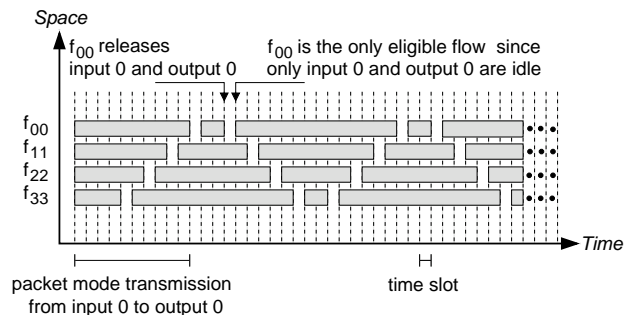 Space
f00 releases
input 0 and output 0
f00 is the only eligible flow since
only input 0 and output 0 are idle
f00
f11
f22
f33
Time
packet mode transmission
from input 0 to output 0
time slot